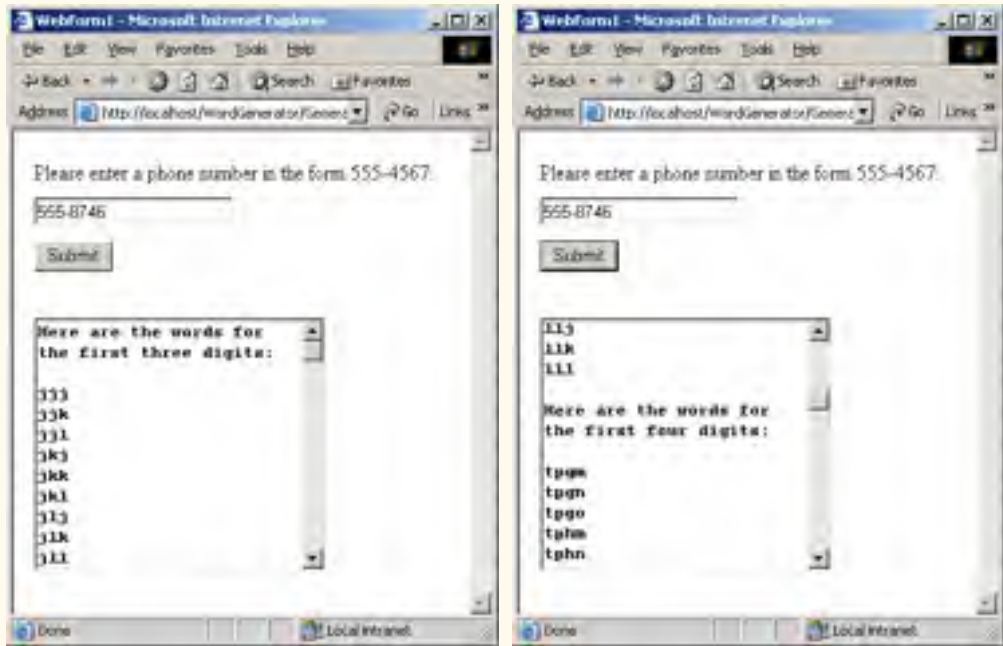 WebForm1 - Microsoft Internet Explorer
File Edit View Favorites Tools Help
Back Search Favorites
Address http://localhost/WordGenerator/Genera Go Links
Please enter a phone number in the form 555-4567:
555-8746
Submit
Here are the words for
the first three digits:
jjj
jjk
jjl
jkj
jkk
jkl
jlj
jlk
jll
Done Local intranet
WebForm1 - Microsoft Internet Explorer
File Edit View Favorites Tools Help
Back Search Favorites
Address http://localhost/WordGenerator/Genera Go Links
Please enter a phone number in the form 555-4567:
555-8746
Submit
llj
llk
lll
Here are the words for
the first four digits:
tpgm
tpgn
tpgo
tphm
tphn
Done Local intranet